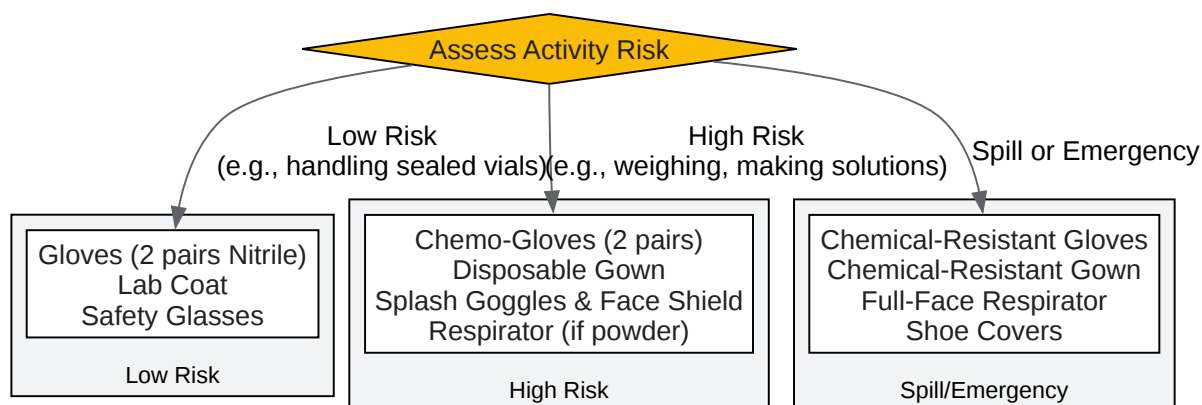 Assess Activity Risk
Low Risk
(e.g., handling sealed vials)
High Risk
(e.g., weighing, making solutions)
Spill or Emergency
Gloves (2 pairs Nitrile)
Lab Coat
Safety Glasses
Low Risk
Chemo-Gloves (2 pairs)
Disposable Gown
Splash Goggles & Face Shield
Respirator (if powder)
High Risk
Chemical-Resistant Gloves
Chemical-Resistant Gown
Full-Face Respirator
Shoe Covers
Spill/Emergency